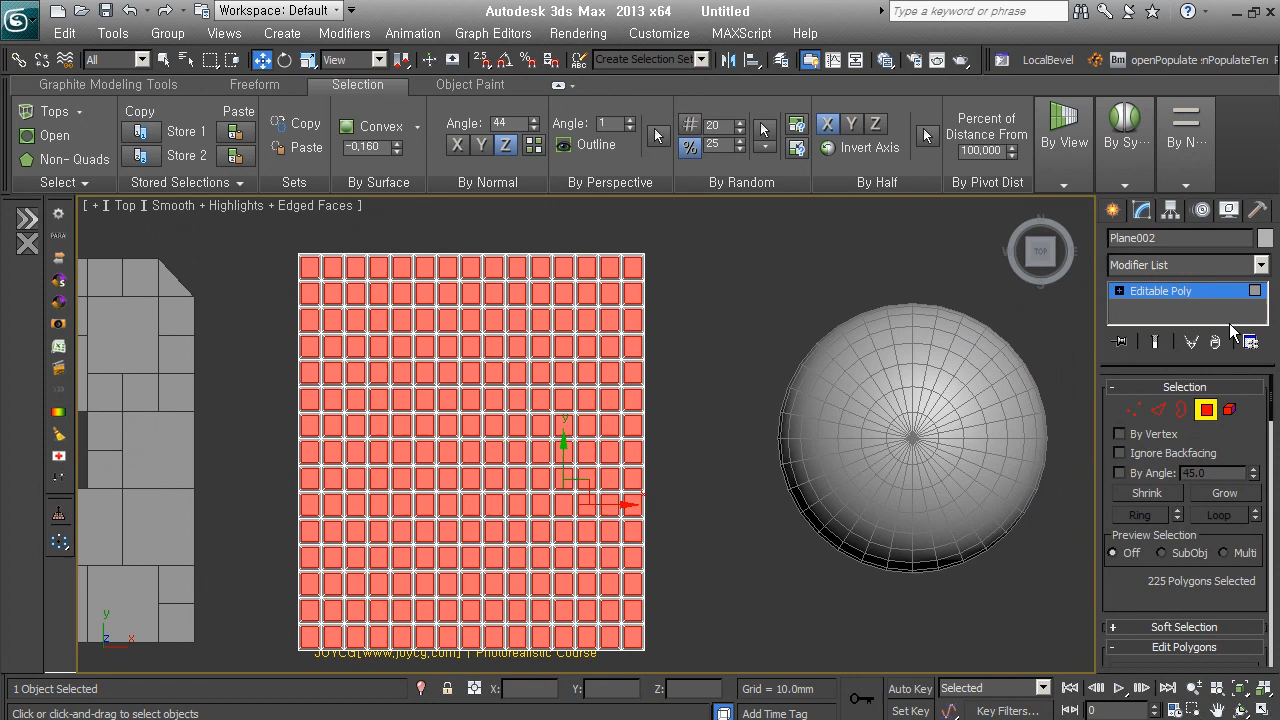 Workspace: Default
Autodesk 3ds Max 2013 x64 Untitled
Type a keyword or phrase
Edit Tools Group Views Create Modifiers Animation Graph Editors Rendering Customize MAXScript Help
All
View
Create Selection Set
LocalBevel
openPopulate
Graphite Modeling Tools Freeform Selection Object Paint
Tops
Open
Non- Quads
Select
Copy Paste
Store 1
Store 2
Stored Selections
Copy
Paste
Sets
Convex
-0,160
By Surface
Angle: 44
X Y Z
By Normal
Angle: 1
Outline
By Perspective
# 20
% 25
By Random
X Y Z
Invert Axis
By Half
Percent of
Distance From
100,000
By Pivot Dist
By View
By Sy···
By N···
[ + ] Top ] Smooth + Highlights + Edged Faces ]
PARA
N
TOP
S
y
y
z x
JOYCG[www.joycg.com] | Photorealistic Course
Plane002
Modifier List
Editable Poly
Selection
By Vertex
Ignore Backfacing
By Angle: 45.0
Shrink Grow
Ring Loop
Preview Selection
Off SubObj Multi
225 Polygons Selected
+ Soft Selection
Edit Polygons
1 Object Selected
X: Y: Z:
Grid = 10.0mm
Auto Key Selected
Click or click-and-drag to select objects
Add Time Tag
Set Key Key Filters...
0